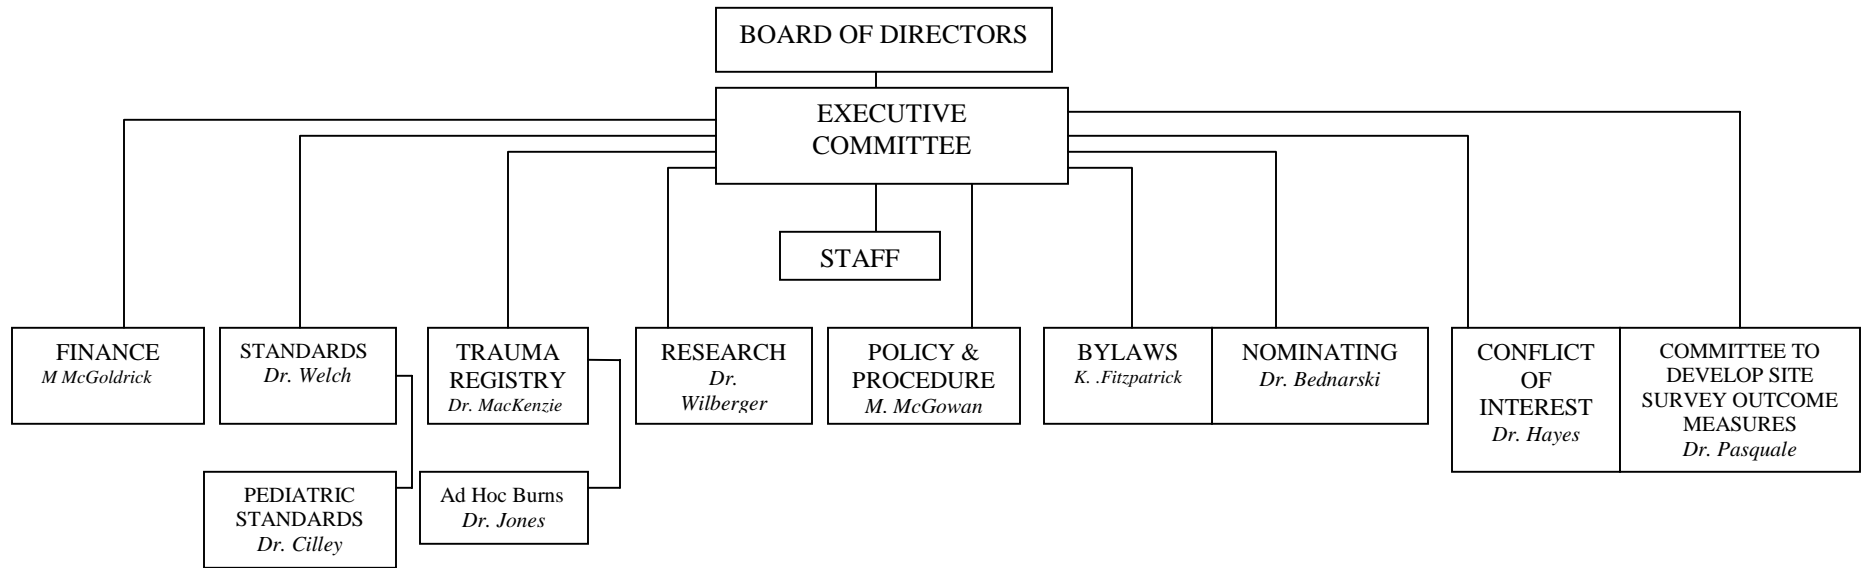 BOARD OF DIRECTORS
EXECUTIVE
COMMITTEE
STAFF
FINANCE
M McGoldrick
STANDARDS
Dr. Welch
TRAUMA
REGISTRY
Dr. MacKenzie
RESEARCH
Dr.
Wilberger
POLICY &
PROCEDURE
M. McGowan
BYLAWS
K. .Fitzpatrick
NOMINATING
Dr. Bednarski
CONFLICT
OF
INTEREST
Dr. Hayes
COMMITTEE TO
DEVELOP SITE
SURVEY OUTCOME
MEASURES
Dr. Pasquale
PEDIATRIC
STANDARDS
Dr. Cilley
Ad Hoc Burns
Dr. Jones